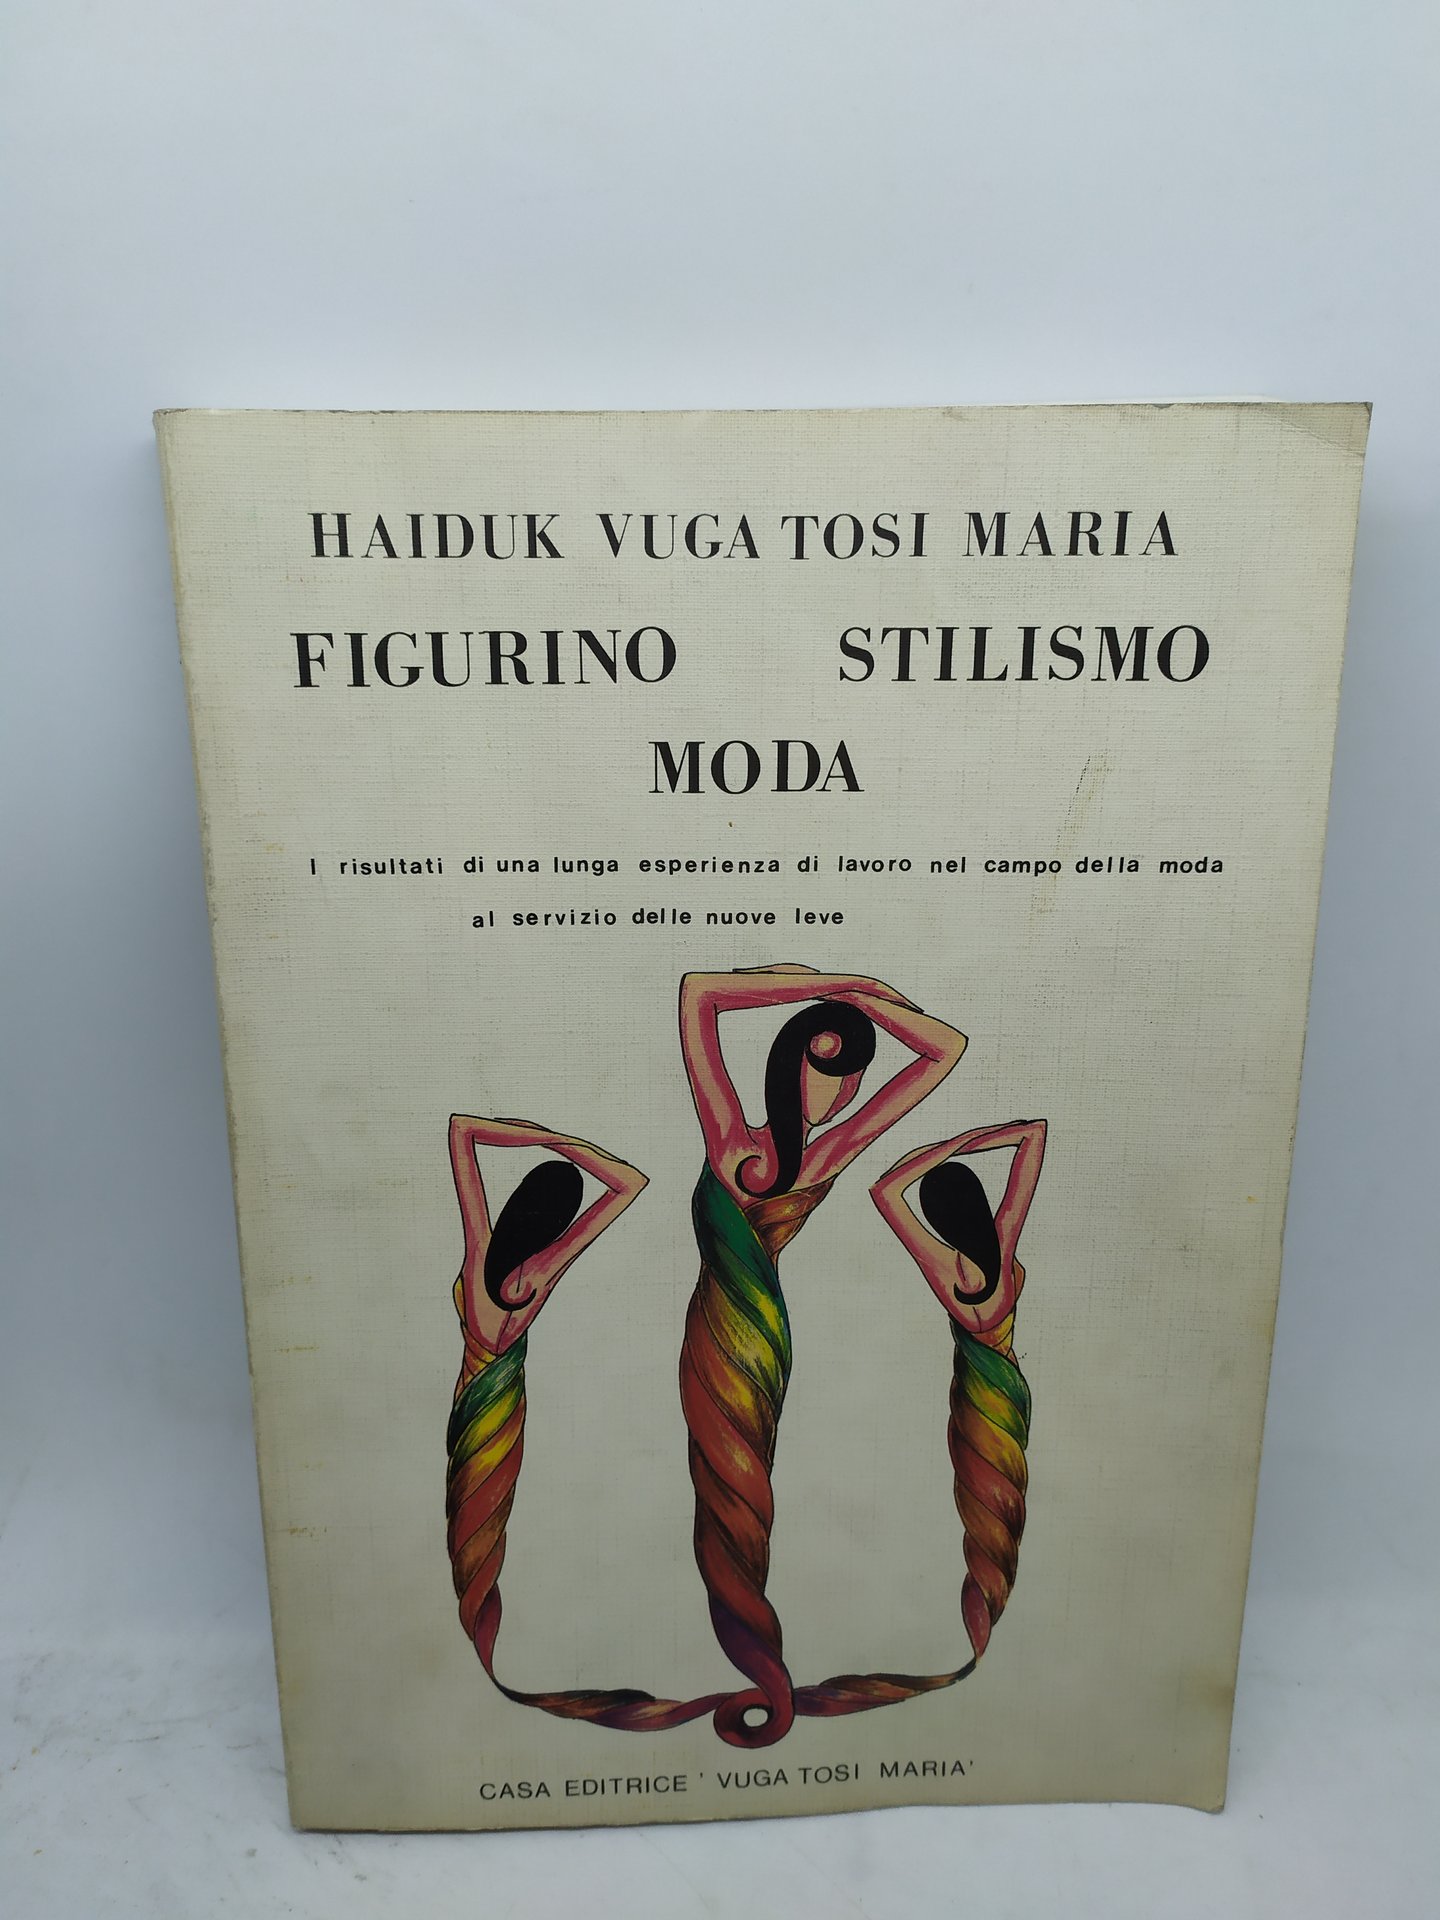 HAIDUK VUGA TOSI MARIA
FIGURINO STILISMO
MODA
I risultati di una lunga esperienza di lavoro nel campo della moda
al servizio delle nuove leve
CASA EDITRICE ' VUGA TOSI MARIA'